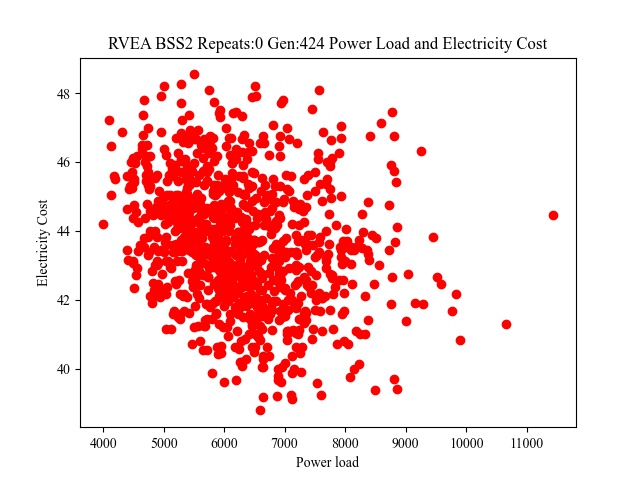 RVEA BSS2 Repeats:0 Gen:424 Power Load and Electricity Cost
Electricity Cost
48
46
44
42
40
4000 5000 6000 7000 8000 9000 10000 11000
Power load